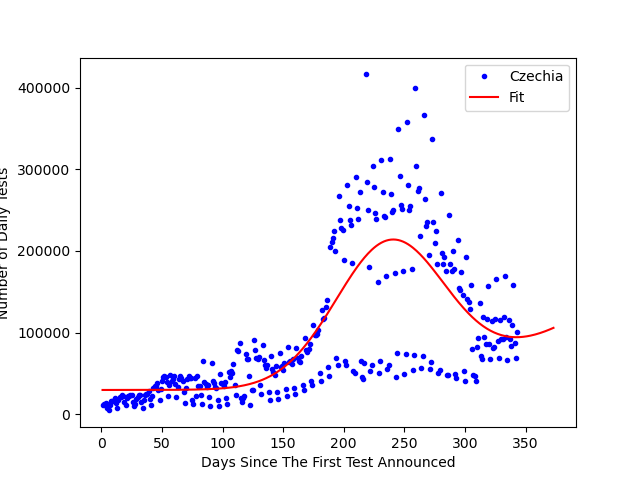 Czechia
Fit
400000
300000
200000
100000
0
Number of Daily Tests
0 50 100 150 200 250 300 350
Days Since The First Test Announced